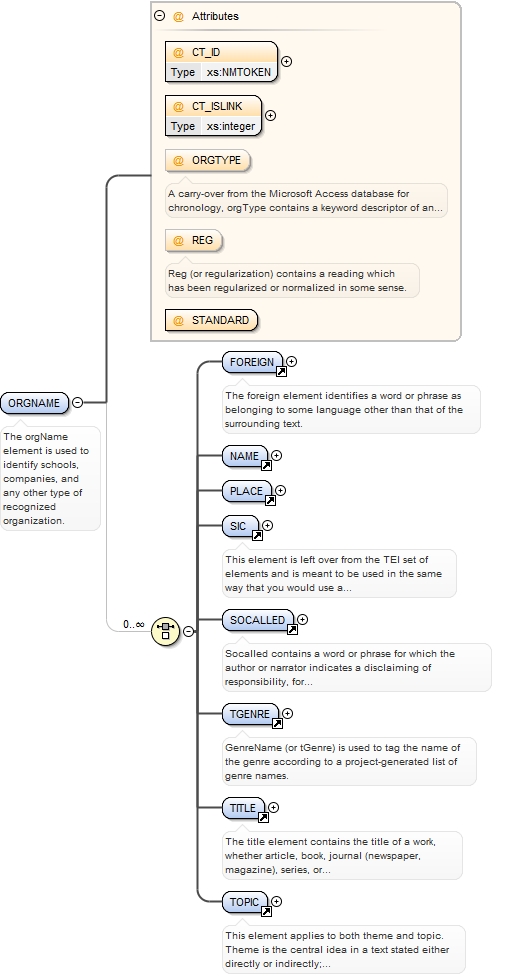 @ Attributes
@ CT_ID
Type xs:NMTOKEN
@ CT_ISLINK
Type xs:integer
@ ORGTYPE
A carry-over from the Microsoft Access database for
chronology, orgType contains a keyword descriptor of an...
@ REG
Reg (or regularization) contains a reading which
has been regularized or normalized in some sense.
@ STANDARD
ORGNAME
The orgName
element is used to
identify schools,
companies, and
any other type of
recognized
organization.
0..∞
FOREIGN
The foreign element identifies a word or phrase as
belonging to some language other than that of the
surrounding text.
NAME
PLACE
SIC
This element is left over from the TEI set of
elements and is meant to be used in the same
way that you would use a...
SOCALLED
Socalled contains a word or phrase for which the
author or narrator indicates a disclaiming of
responsibility, for...
TGENRE
GenreName (or tGenre) is used to tag the name of
the genre according to a project-generated list of
genre names.
TITLE
The title element contains the title of a work,
whether article, book, journal (newspaper,
magazine), series, or...
TOPIC
This element applies to both theme and topic.
Theme is the central idea in a text stated either
directly or indirectly;...